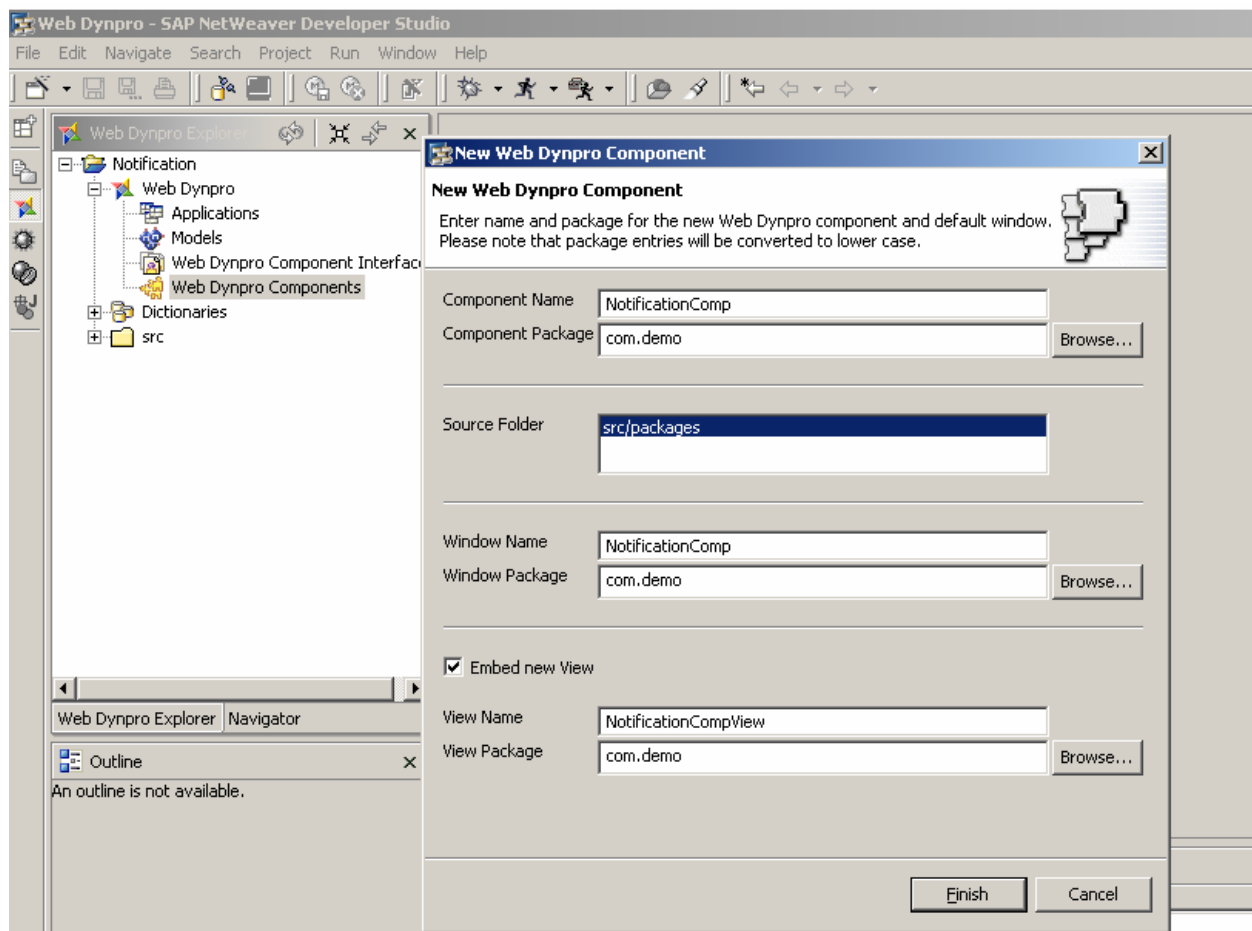 Web Dynpro - SAP NetWeaver Developer Studio
File Edit Navigate Search Project Run Window Help
Web Dynpro Explorer
Notification
Web Dynpro
Applications
Models
Web Dynpro Component Interfac
Web Dynpro Components
Dictionaries
src
Web Dynpro Explorer Navigator
Outline
An outline is not available.
New Web Dynpro Component
New Web Dynpro Component
Enter name and package for the new Web Dynpro component and default window.
Please note that package entries will be converted to lower case.
Component Name NotificationComp
Component Package com.demo Browse...
Source Folder src/packages
Window Name NotificationComp
Window Package com.demo Browse...
Embed new View
View Name NotificationCompView
View Package com.demo Browse...
Finish Cancel